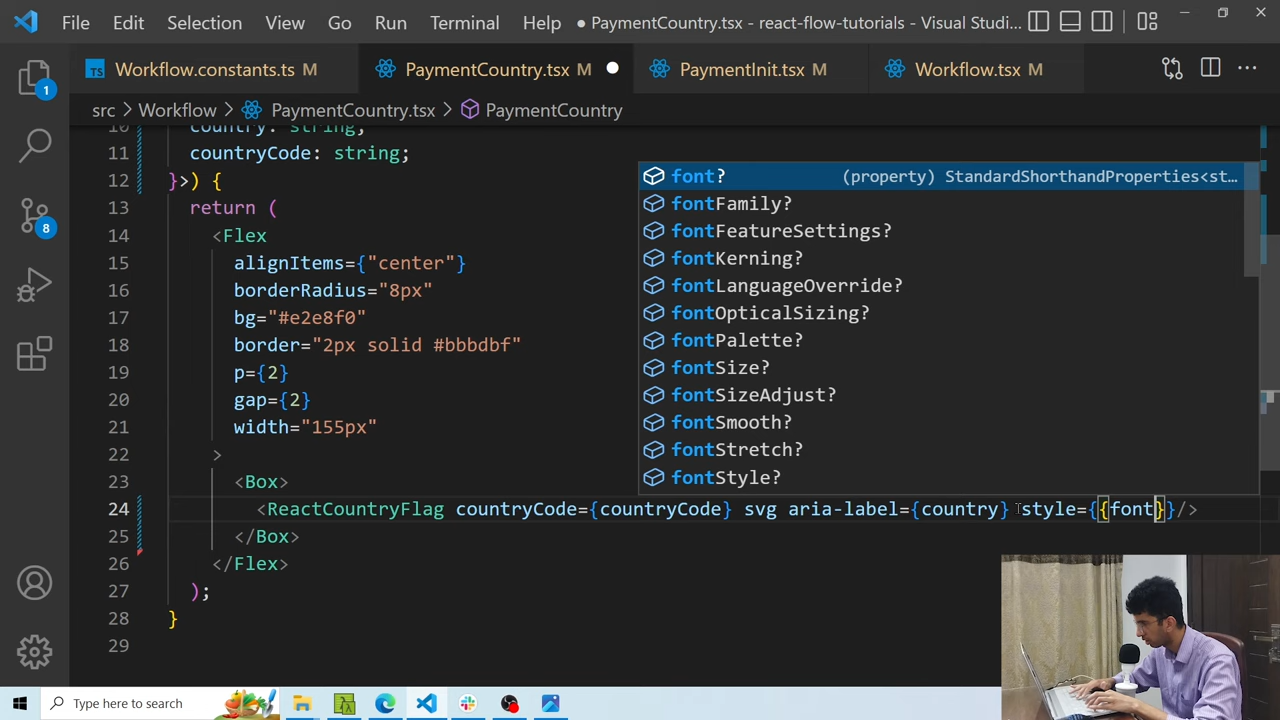 File Edit Selection View Go Run Terminal Help ● PaymentCountry.tsx - react-flow-tutorials - Visual Studi...
TS Workflow.constants.ts M PaymentCountry.tsx M PaymentInit.tsx M Workflow.tsx M
src > Workflow > PaymentCountry.tsx > PaymentCountry
10 country: string;
11 countryCode: string;
12 }>) {
13 return (
14 <Flex
15 alignItems={"center"}
16 borderRadius="8px"
17 bg="#e2e8f0"
18 border="2px solid #bbbdbf"
19 p={2}
20 gap={2}
21 width="155px"
22 >
23 <Box>
24 <ReactCountryFlag countryCode={countryCode} svg aria-label={country} style={{font}}/>
25 </Box>
26 </Flex>
27 );
28 }
29
font? (property) StandardShorthandProperties<st...
fontFamily?
fontFeatureSettings?
fontKerning?
fontLanguageOverride?
fontOpticalSizing?
fontPalette?
fontSize?
fontSizeAdjust?
fontSmooth?
fontStretch?
fontStyle?
1
8
Type here to search